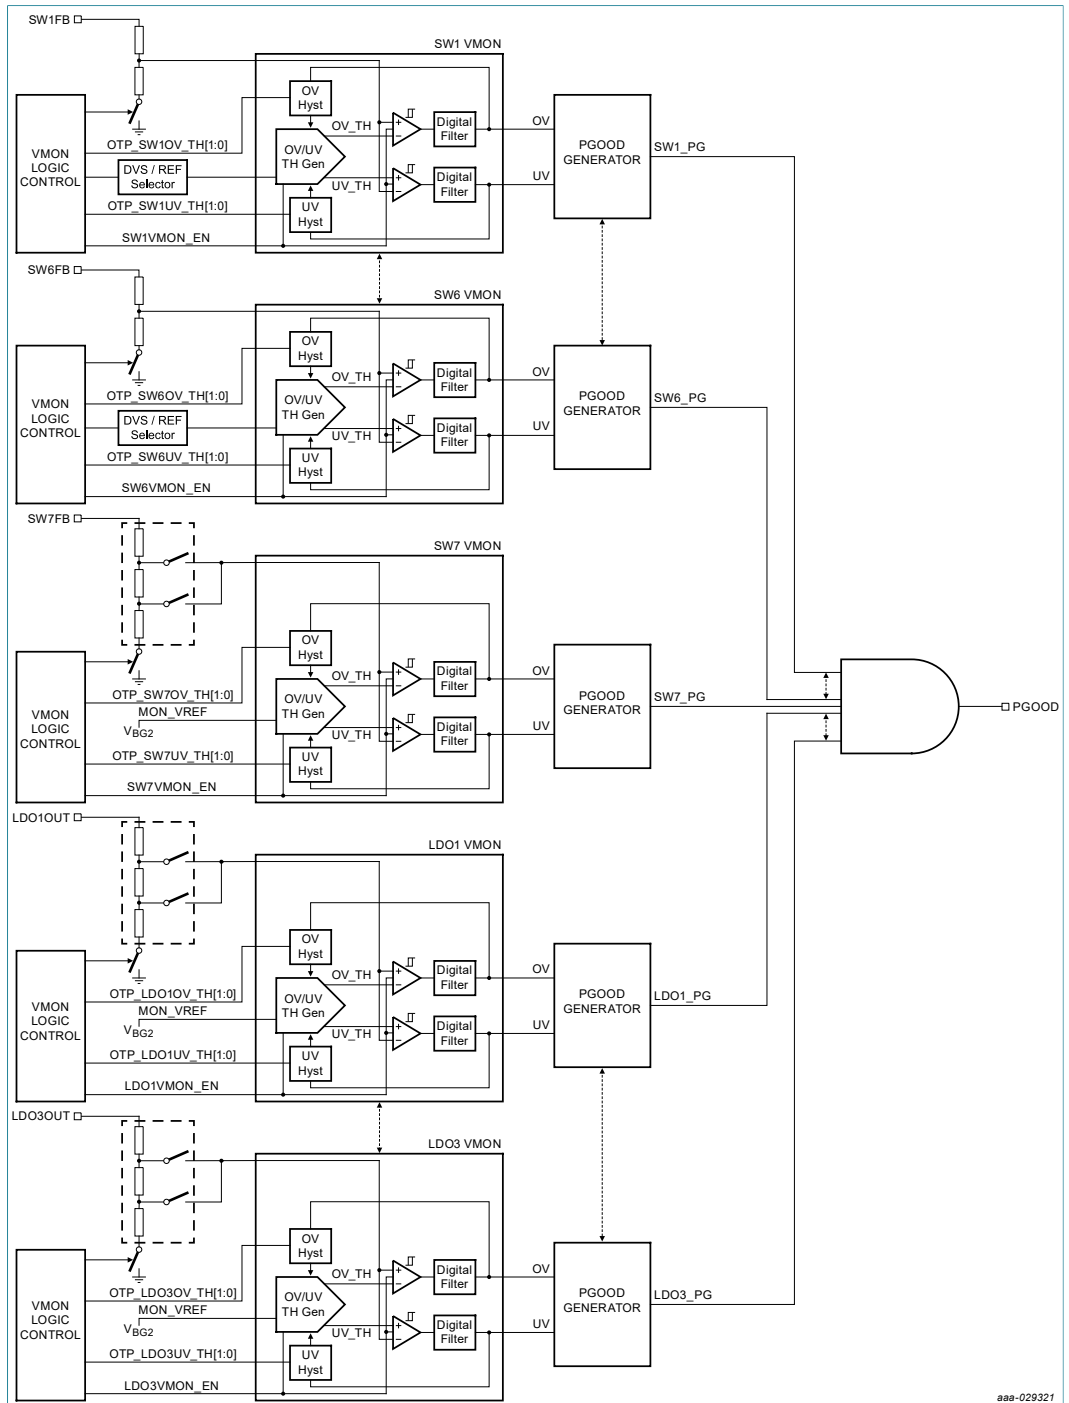 SW1FB
SW1 VMON
VMON
LOGIC
CONTROL
OTP_SW1OV_TH[1:0]
DVS / REF
Selector
OTP_SW1UV_TH[1:0]
SW1VMON_EN
OV
Hyst
OV/UV
TH Gen
UV
Hyst
OV_TH
UV_TH
+
−
+
−
Digital
Filter
Digital
Filter
OV
UV
PGOOD
GENERATOR
SW1_PG
SW6FB
SW6 VMON
VMON
LOGIC
CONTROL
OTP_SW6OV_TH[1:0]
DVS / REF
Selector
OTP_SW6UV_TH[1:0]
SW6VMON_EN
OV
Hyst
OV/UV
TH Gen
UV
Hyst
OV_TH
UV_TH
+
−
+
−
Digital
Filter
Digital
Filter
OV
UV
PGOOD
GENERATOR
SW6_PG
SW7FB
SW7 VMON
VMON
LOGIC
CONTROL
OTP_SW7OV_TH[1:0]
MON_VREF
VBG2
OTP_SW7UV_TH[1:0]
SW7VMON_EN
OV
Hyst
OV/UV
TH Gen
UV
Hyst
OV_TH
UV_TH
+
−
+
−
Digital
Filter
Digital
Filter
OV
UV
PGOOD
GENERATOR
SW7_PG
PGOOD
LDO1OUT
LDO1 VMON
VMON
LOGIC
CONTROL
OTP_LDO1OV_TH[1:0]
MON_VREF
VBG2
OTP_LDO1UV_TH[1:0]
LDO1VMON_EN
OV
Hyst
OV/UV
TH Gen
UV
Hyst
OV_TH
UV_TH
+
−
+
−
Digital
Filter
Digital
Filter
OV
UV
PGOOD
GENERATOR
LDO1_PG
LDO3OUT
LDO3 VMON
VMON
LOGIC
CONTROL
OTP_LDO3OV_TH[1:0]
MON_VREF
VBG2
OTP_LDO3UV_TH[1:0]
LDO3VMON_EN
OV
Hyst
OV/UV
TH Gen
UV
Hyst
OV_TH
UV_TH
+
−
+
−
Digital
Filter
Digital
Filter
OV
UV
PGOOD
GENERATOR
LDO3_PG
aaa-029321